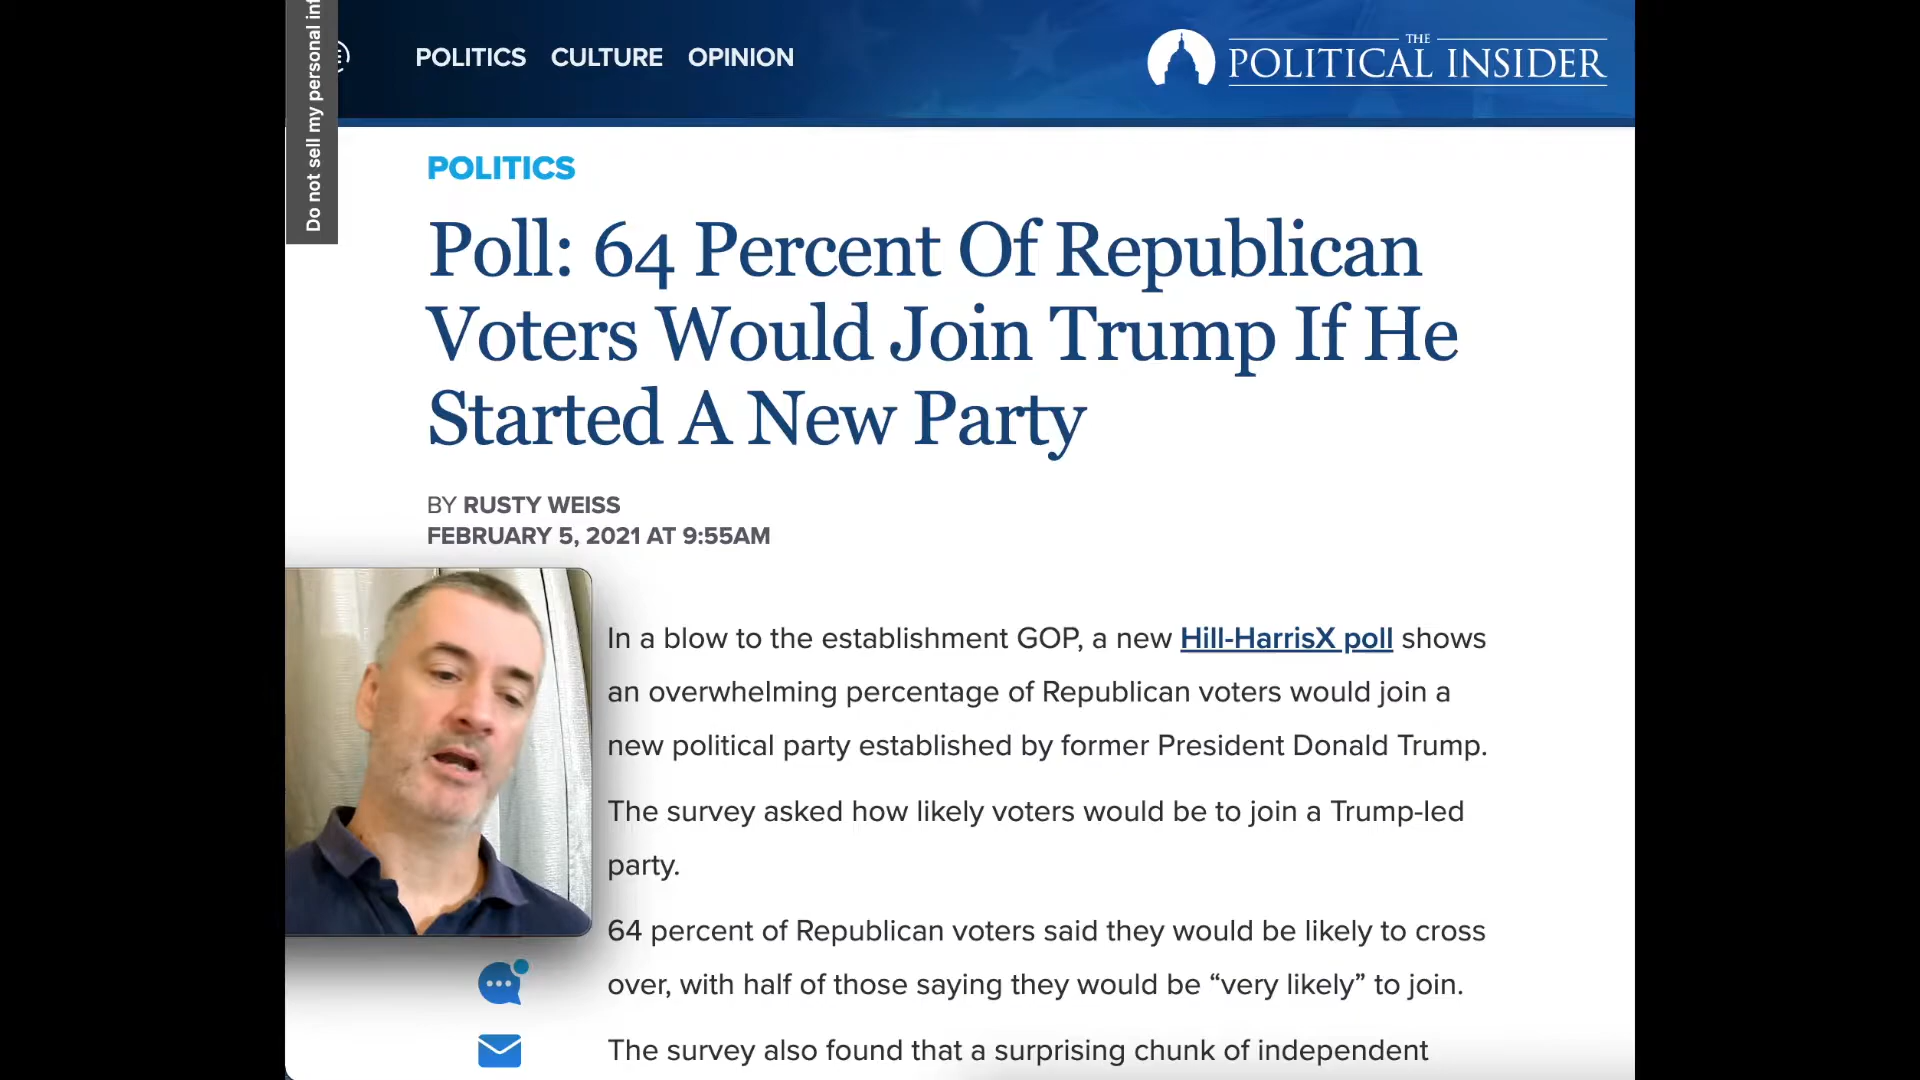 Do not sell my personal inf
POLITICS CULTURE OPINION
THE
POLITICAL INSIDER
POLITICS
Poll: 64 Percent Of Republican
Voters Would Join Trump If He
Started A New Party
BY RUSTY WEISS
FEBRUARY 5, 2021 AT 9:55AM
In a blow to the establishment GOP, a new Hill-HarrisX poll shows
an overwhelming percentage of Republican voters would join a
new political party established by former President Donald Trump.
The survey asked how likely voters would be to join a Trump-led
party.
64 percent of Republican voters said they would be likely to cross
over, with half of those saying they would be “very likely” to join.
The survey also found that a surprising chunk of independent